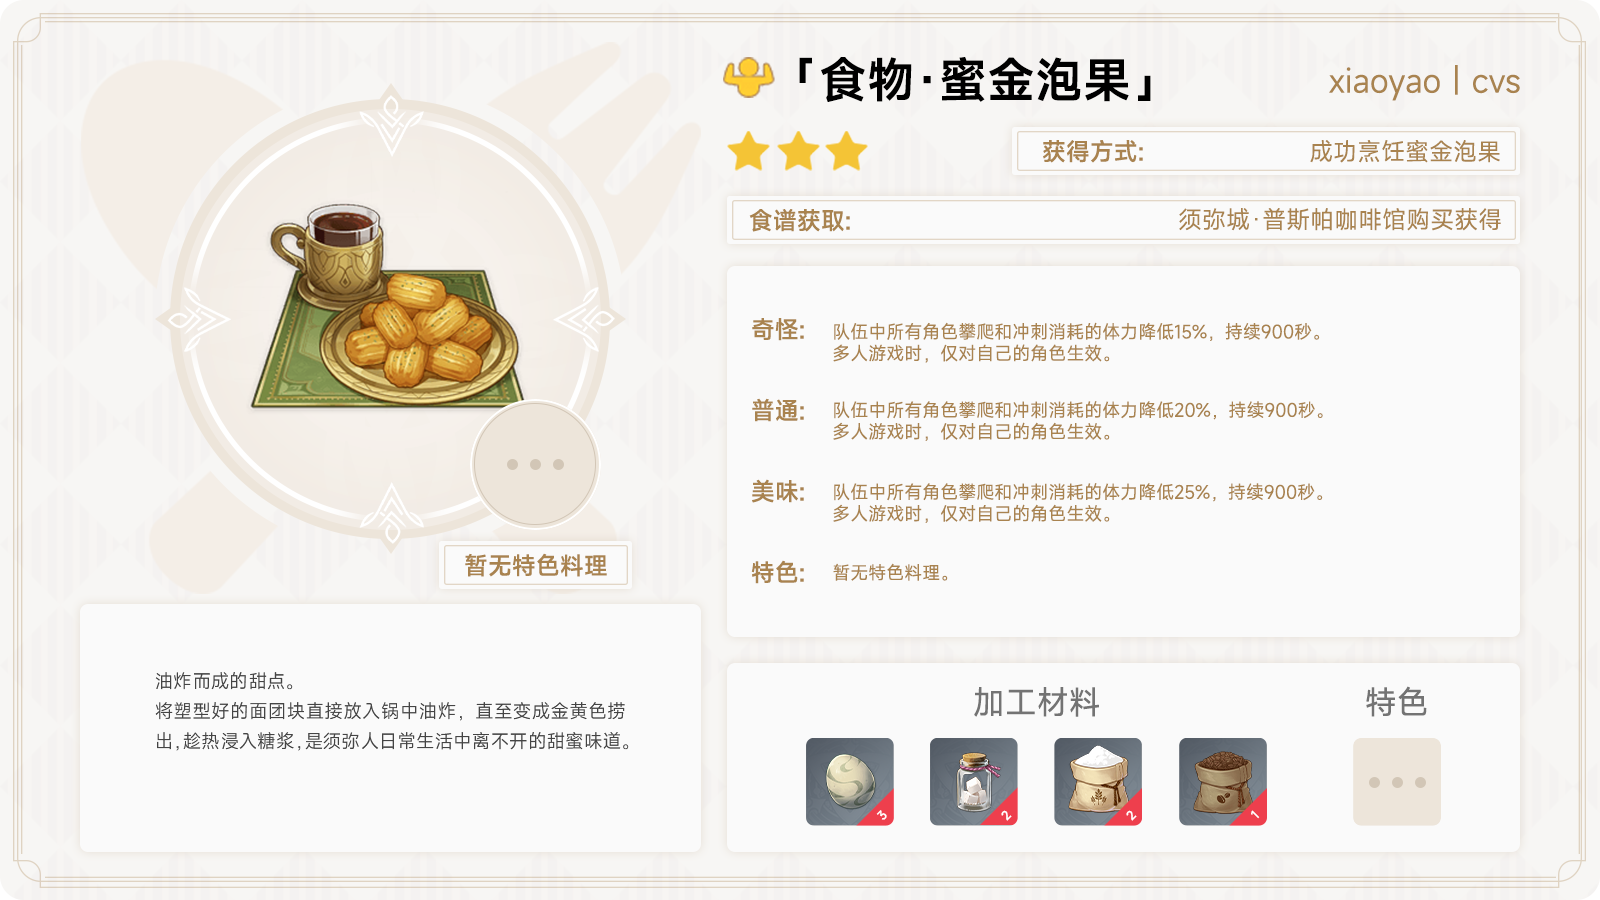 「食物·蜜金泡果」
xiaoyao | cvs
获得方式: 成功烹饪蜜金泡果
食谱获取: 须弥城·普斯帕咖啡馆购买获得
奇怪: 队伍中所有角色攀爬和冲刺消耗的体力降低15%，持续900秒。
多人游戏时，仅对自己的角色生效。
普通: 队伍中所有角色攀爬和冲刺消耗的体力降低20%，持续900秒。
多人游戏时，仅对自己的角色生效。
美味: 队伍中所有角色攀爬和冲刺消耗的体力降低25%，持续900秒。
多人游戏时，仅对自己的角色生效。
特色: 暂无特色料理。
暂无特色料理
油炸而成的甜点。
将塑型好的面团块直接放入锅中油炸，直至变成金黄色捞
出,趁热浸入糖浆,是须弥人日常生活中离不开的甜蜜味道。
加工材料 特色
3 2 2 1